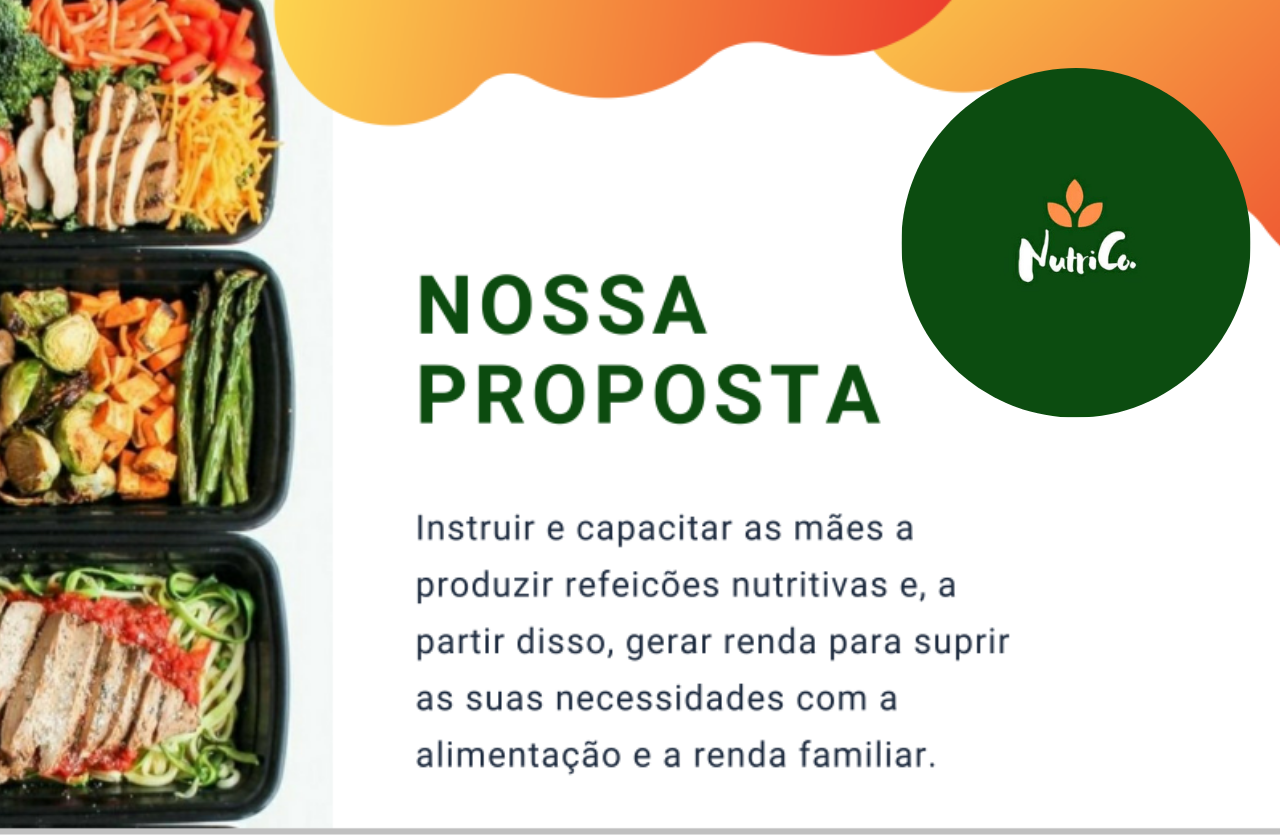 NutriCo.
NOSSA
PROPOSTA
Instruir e capacitar as mães a
produzir refeicões nutritivas e, a
partir disso, gerar renda para suprir
as suas necessidades com a
alimentação e a renda familiar.